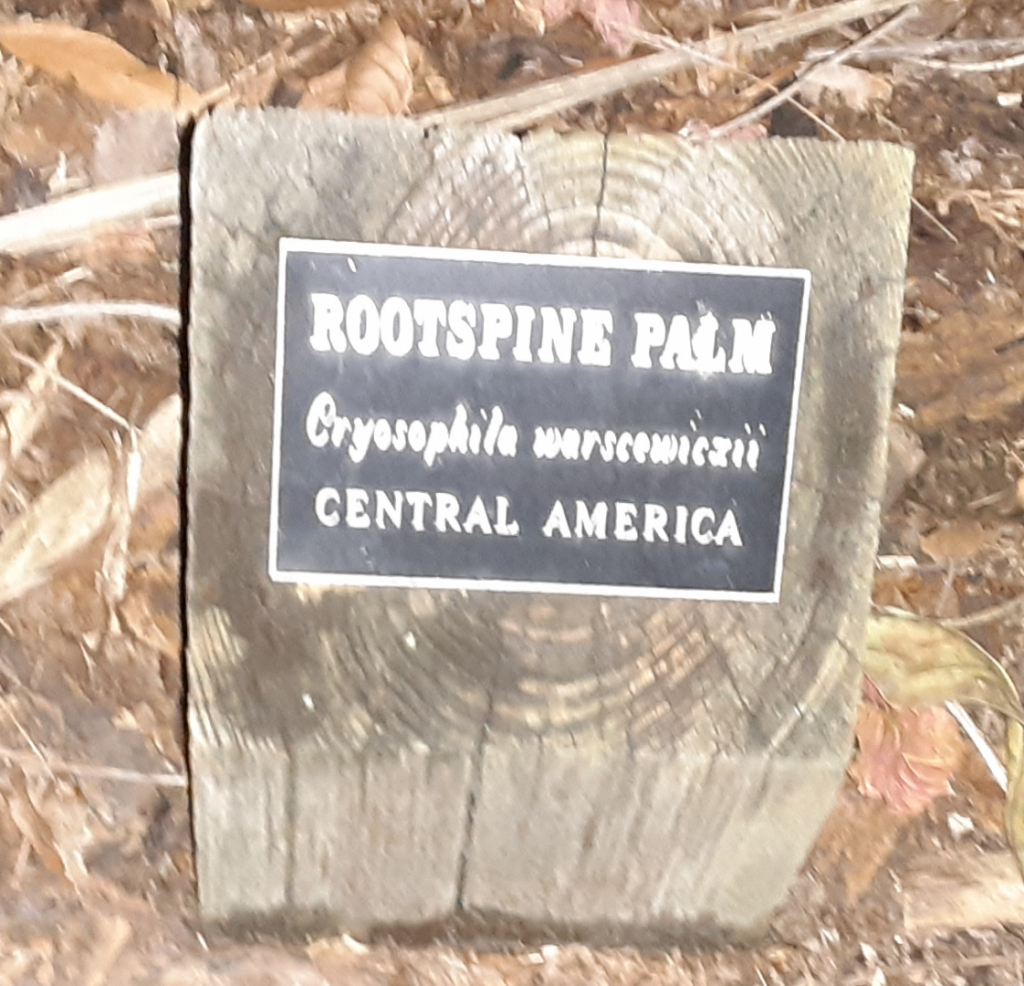 ROOTSPINE PALM
Cryosophila warscewiczii
CENTRAL AMERICA